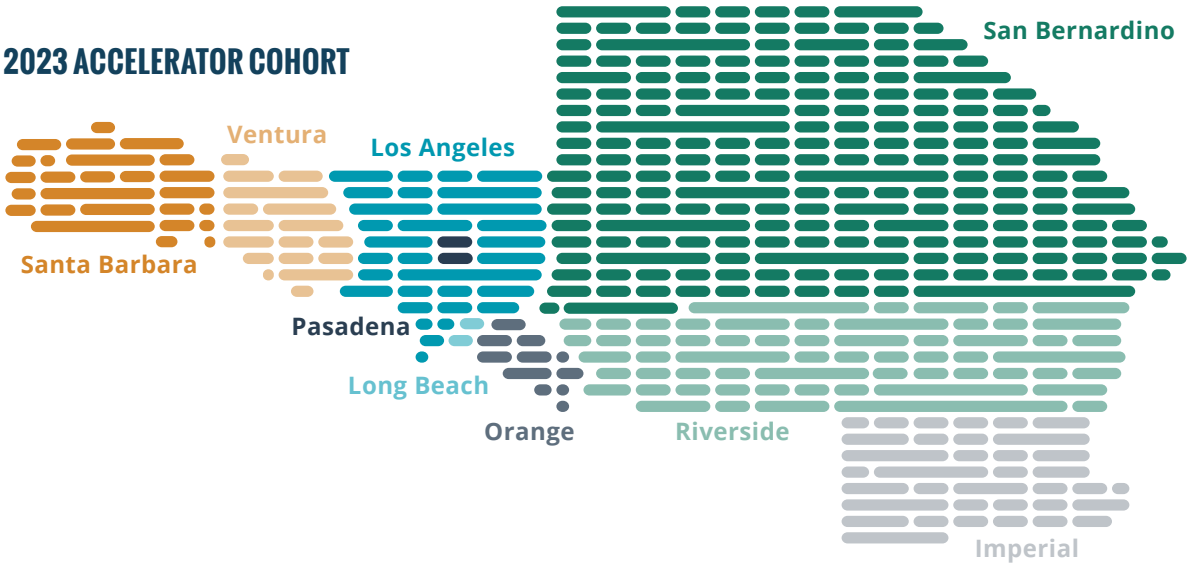 San Bernardino
2023 ACCELERATOR COHORT
Ventura
Los Angeles
Santa Barbara
Pasadena
Long Beach
Orange
Riverside
Imperial